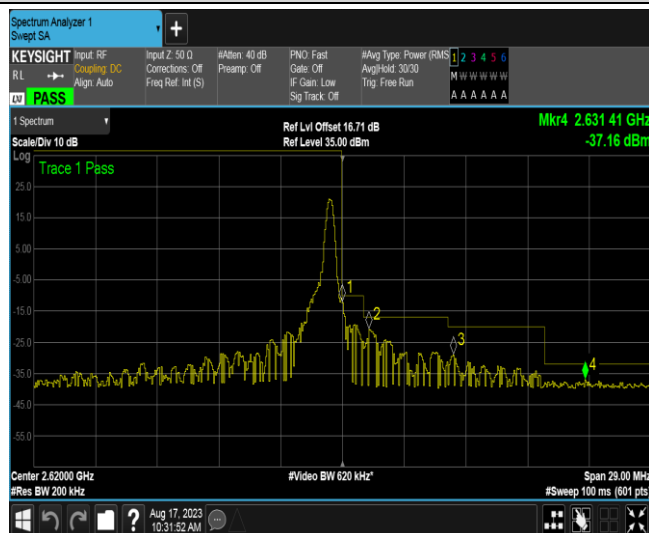 Spectrum Analyzer 1
Swept SA
+
KEYSIGHT
RL
LXI PASS
Input: RF
Coupling: DC
Align: Auto
Input Z: 50 Ω
Corrections: Off
Freq Ref: Int (S)
#Atten: 40 dB
Preamp: Off
PNO: Fast
Gate: Off
IF Gain: Low
Sig Track: Off
#Avg Type: Power (RMS
Avg|Hold: 30/30
Trig: Free Run
1 2 3 4 5 6
M W W W W W
A A A A A A
1 Spectrum
Scale/Div 10 dB
Ref Lvl Offset 16.71 dB
Ref Level 35.00 dBm
Mkr4 2.631 41 GHz
-37.16 dBm
Log
Trace 1 Pass
25.0
15.0
5.00
-5.00
-15.0
-25.0
-35.0
-45.0
-55.0
1
2
3
4
Center 2.62000 GHz
#Res BW 200 kHz
#Video BW 620 kHz*
Span 29.00 MHz
#Sweep 100 ms (601 pts)
?
Aug 17, 2023
10:31:52 AM